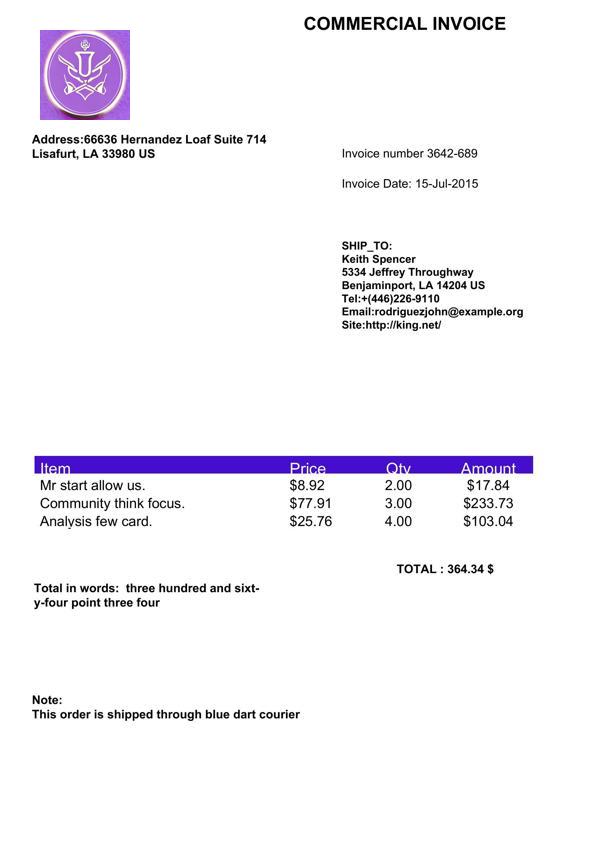 COMMERCIAL INVOICE
Address:66636 Hernandez Loaf Suite 714
Lisafurt, LA 33980 US
Invoice number 3642-689
Invoice Date: 15-Jul-2015
SHIP_TO:
Keith Spencer
5334 Jeffrey Throughway
Benjaminport, LA 14204 US
Tel:+(446)226-9110
Email:rodriguezjohn@example.org
Site:http://king.net/
Item Price Qty Amount
Mr start allow us. $8.92 2.00 $17.84
Community think focus. $77.91 3.00 $233.73
Analysis few card. $25.76 4.00 $103.04
TOTAL : 364.34 $
Total in words:  three hundred and sixt-
y-four point three four
Note:
This order is shipped through blue dart courier